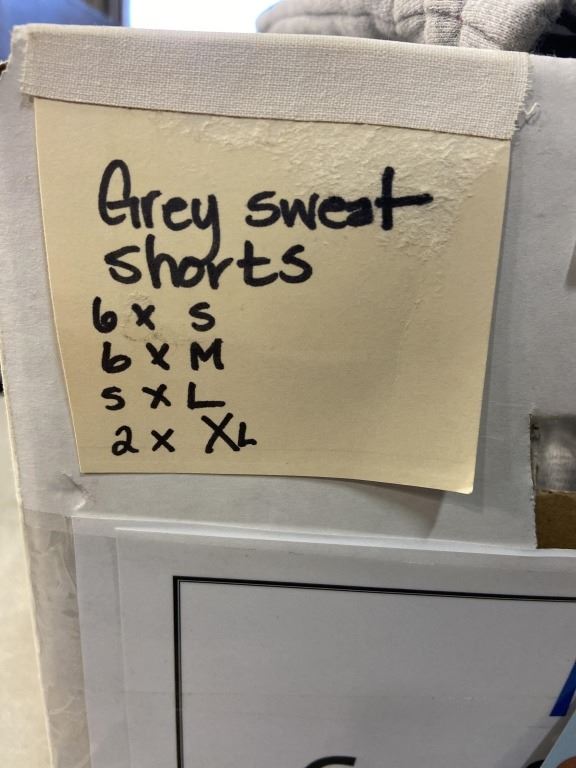 Grey sweat
shorts
6 x S
6 x M
5 x L
2 x XL